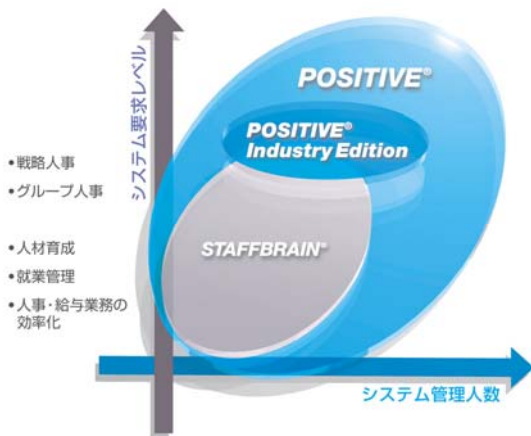 システム要求レベル
POSITIVE®
POSITIVE®
Industry Edition
STAFFBRAIN®
•戦略人事
•グループ人事
•人材育成
•就業管理
•人事・給与業務の
効率化
システム管理人数